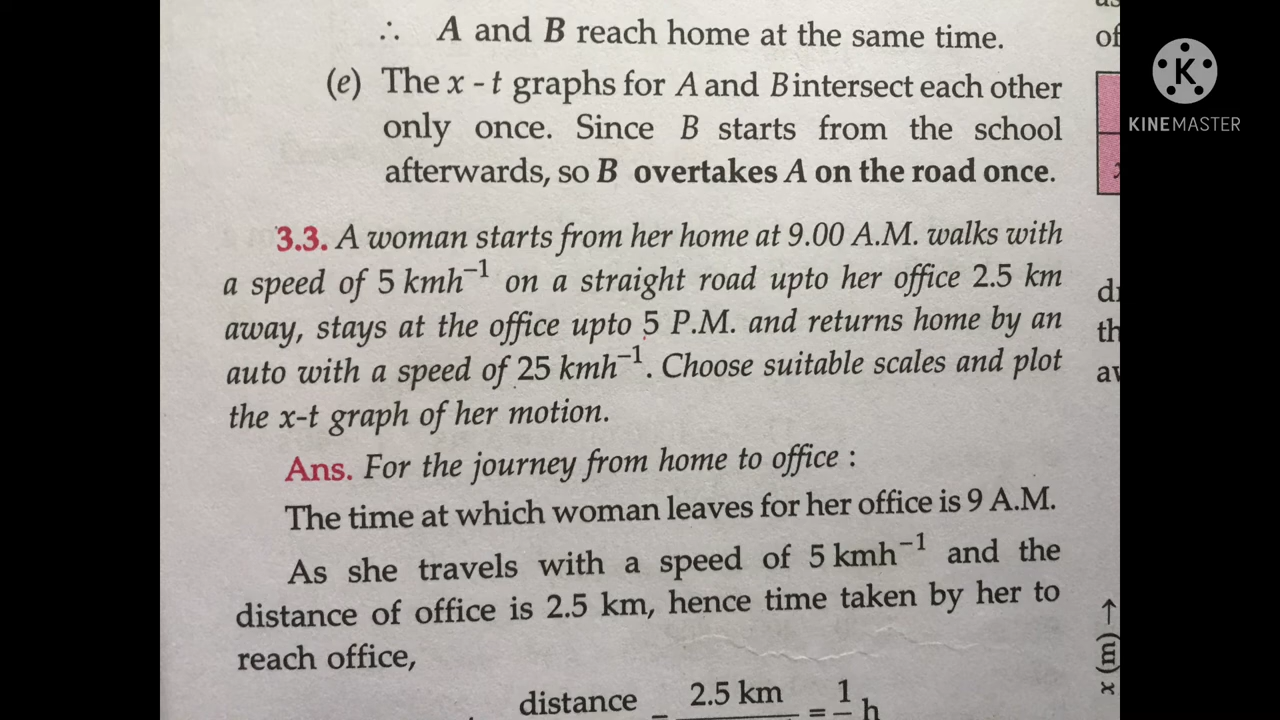 ∴ A and B reach home at the same time.
(e) The x - t graphs for A and B intersect each other
only once. Since B starts from the school
afterwards, so B overtakes A on the road once.
3.3. A woman starts from her home at 9.00 A.M. walks with
a speed of 5 kmh⁻¹ on a straight road upto her office 2.5 km
away, stays at the office upto 5 P.M. and returns home by an
auto with a speed of 25 kmh⁻¹. Choose suitable scales and plot
the x-t graph of her motion.
Ans. For the journey from home to office :
The time at which woman leaves for her office is 9 A.M.
As she travels with a speed of 5 kmh⁻¹ and the
distance of office is 2.5 km, hence time taken by her to
reach office,
distance 2.5 km = 1 h
of
x (m) →
K
KINEMASTER